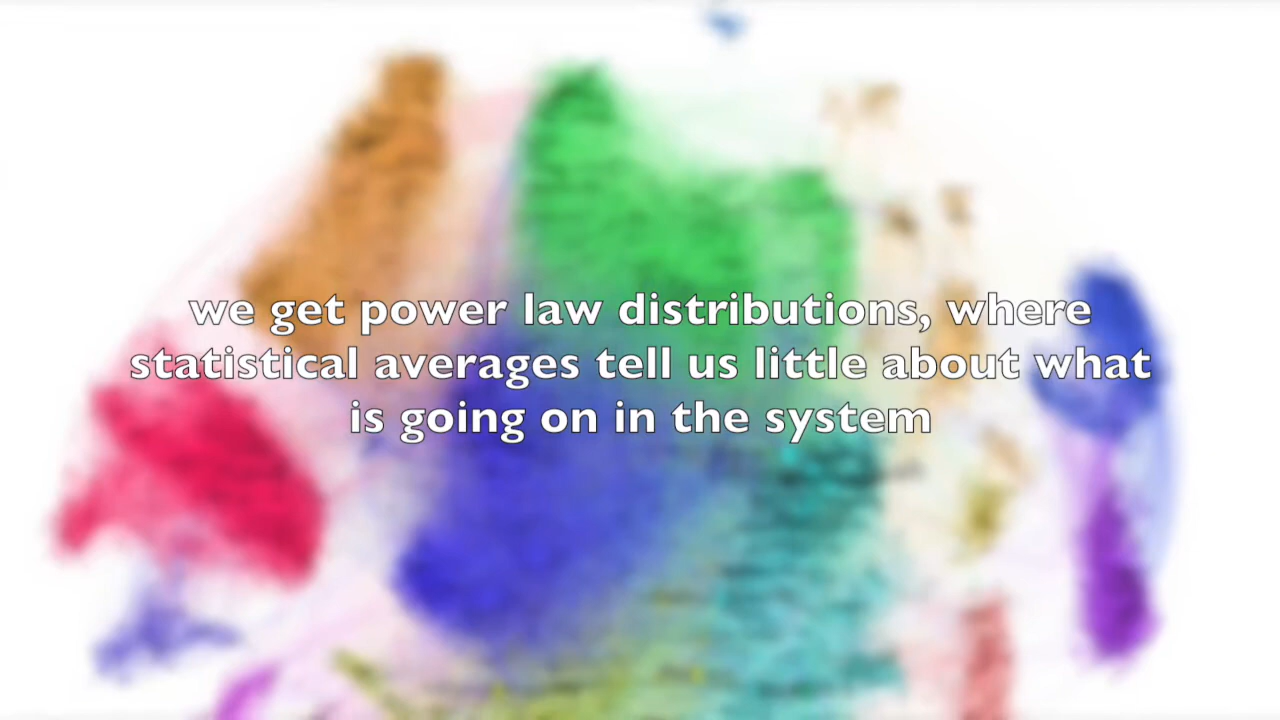 we get power law distributions, where
statistical averages tell us little about what
is going on in the system